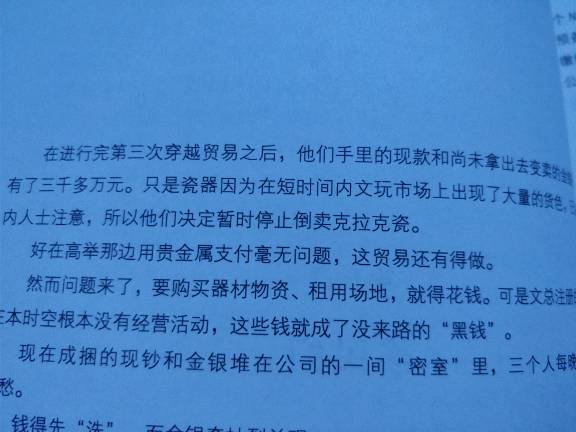 在进行完第三次穿越贸易之后，他们手里的现款和尚未拿出去变卖的金银
有了三千多万元。只是瓷器因为在短时间内文玩市场上出现了大量的货色，
内人士注意，所以他们决定暂时停止倒卖克拉克瓷。
好在高举那边用贵金属支付毫无问题，这贸易还有得做。
然而问题来了，要购买器材物资、租用场地，就得花钱。可是文总注册
在本时空根本没有经营活动，这些钱就成了没来路的“黑钱”。
现在成捆的现钞和金银堆在公司的一间“密室”里，三个人每晚
愁。
钱得先“洗”
个